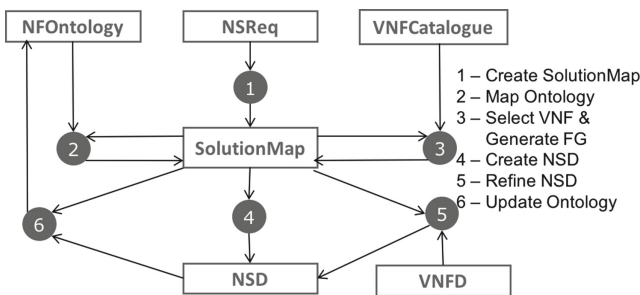 NFOntology
NSReq
VNFCatalogue
1
1 – Create SolutionMap
2 – Map Ontology
3 – Select VNF &
Generate FG
4 – Create NSD
5 – Refine NSD
6 – Update Ontology
2
SolutionMap
3
6
4
5
NSD
VNFD